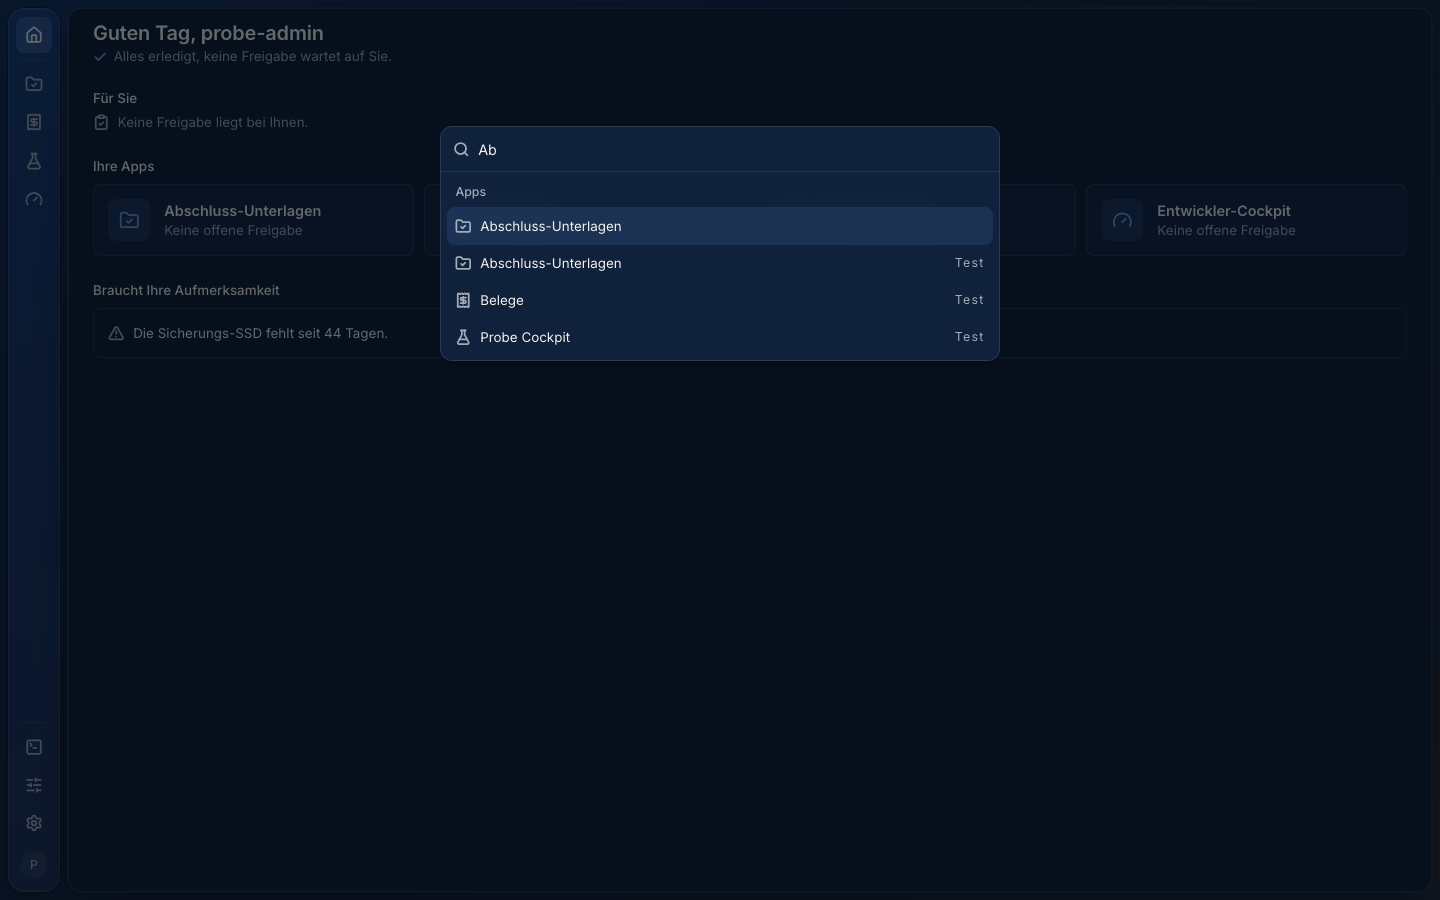 Guten Tag, probe-admin
Alles erledigt, keine Freigabe wartet auf Sie.
Für Sie
Keine Freigabe liegt bei Ihnen.
Ihre Apps
Abschluss-Unterlagen
Keine offene Freigabe
Entwickler-Cockpit
Keine offene Freigabe
Braucht Ihre Aufmerksamkeit
Die Sicherungs-SSD fehlt seit 44 Tagen.
Ab
Apps
Abschluss-Unterlagen
Abschluss-Unterlagen Test
Belege Test
Probe Cockpit Test
P